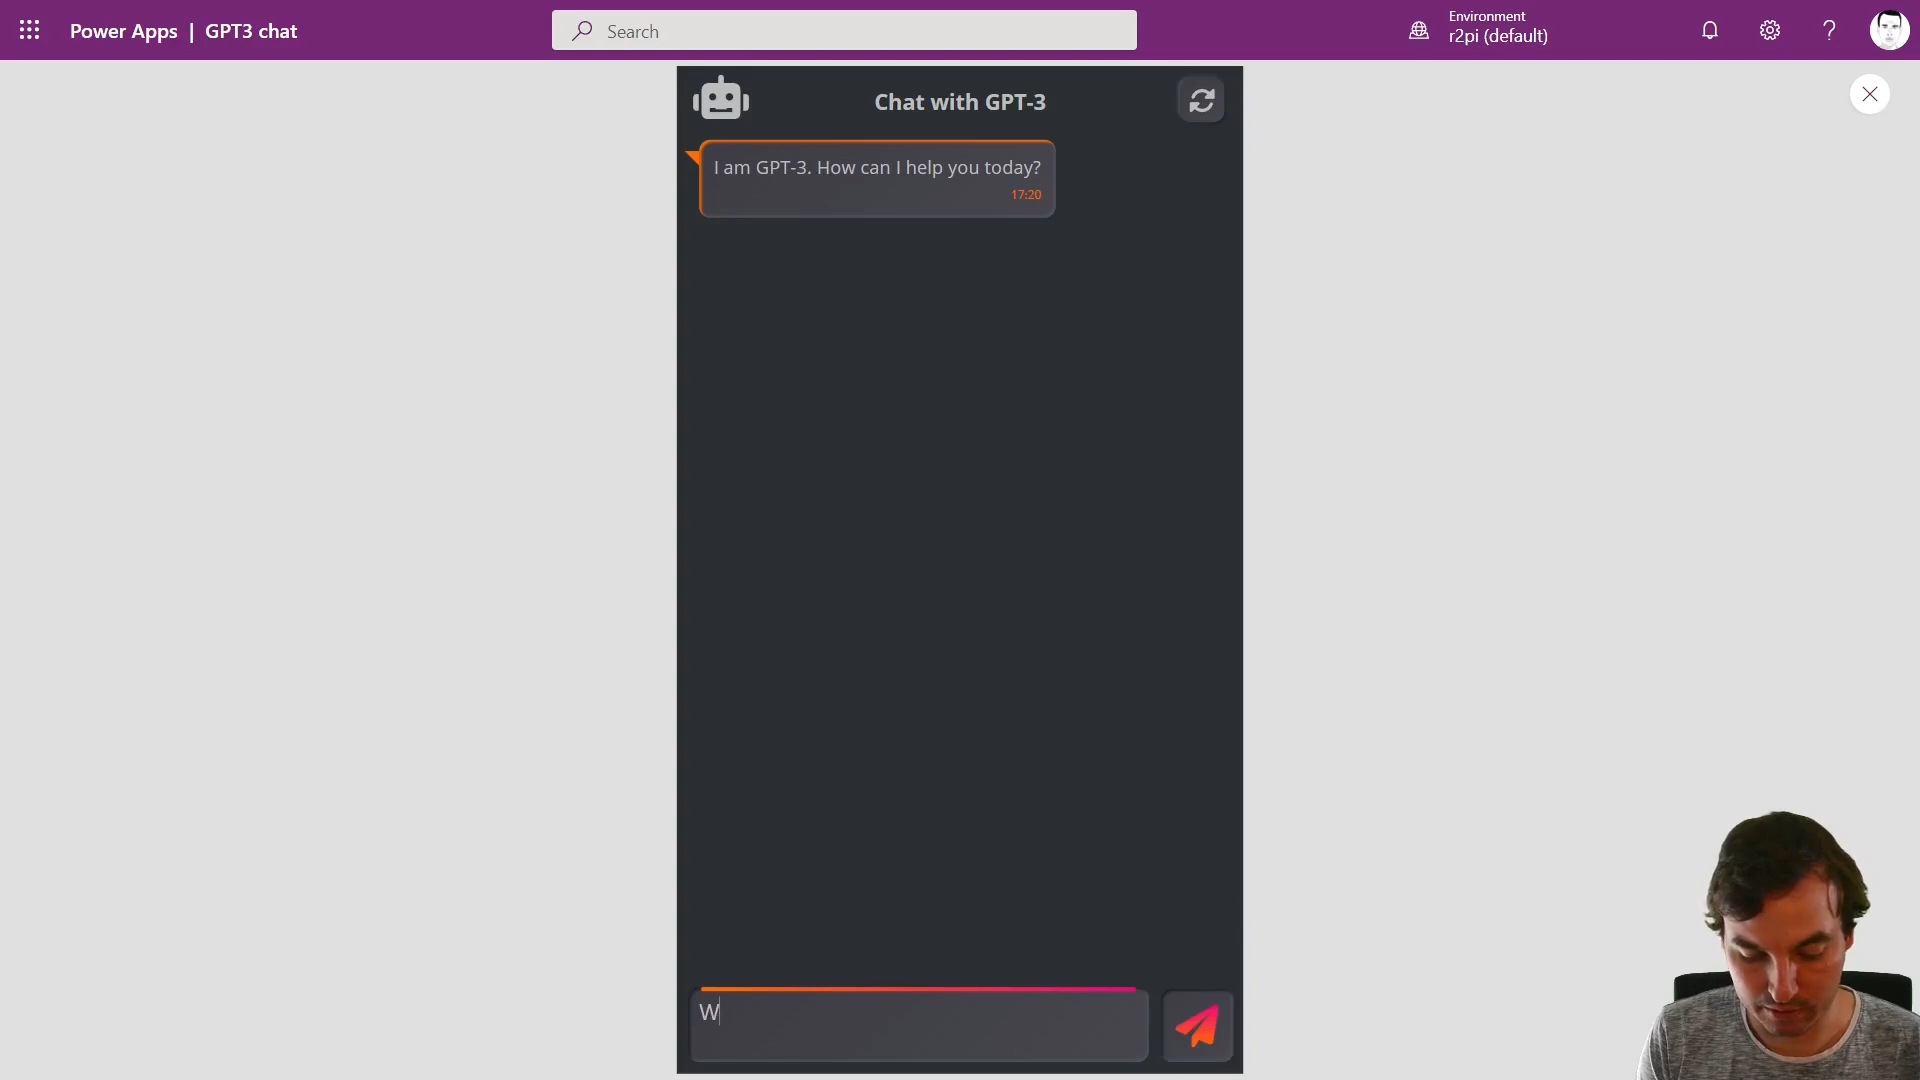 Power Apps | GPT3 chat
Search
Environment
r2pi (default)
Chat with GPT-3
I am GPT-3. How can I help you today?
17:20
W